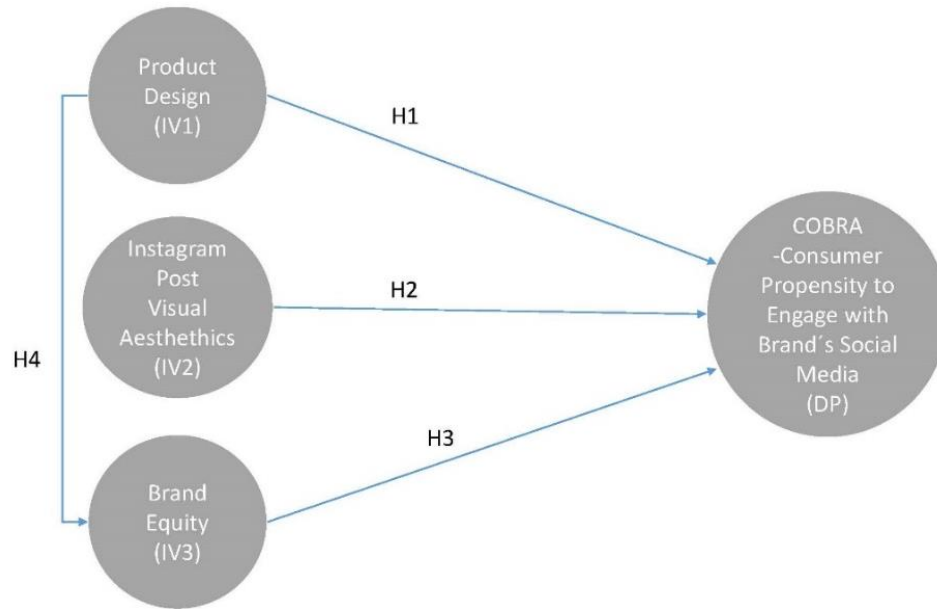 Product
Design
(IV1)
H1
Instagram
Post
Visual
Aesthethics
(IV2)
H2
COBRA
-Consumer
Propensity to
Engage with
Brand´s Social
Media
(DP)
H4
H3
Brand
Equity
(IV3)